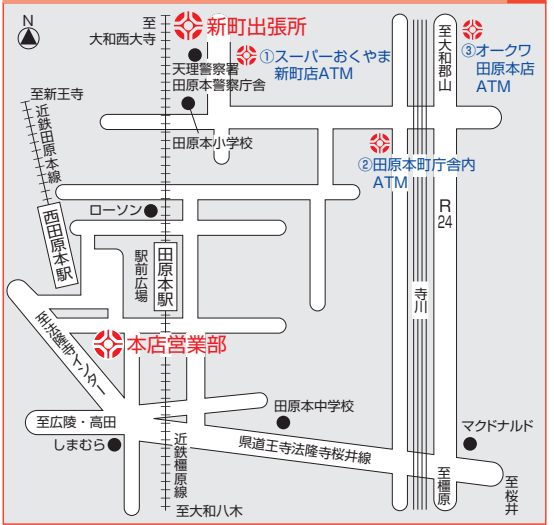 N
至
大和西大寺
新町出張所
①スーパーおくやま
新町店ATM
天理警察署
田原本警察庁舎
至大和郡山
③オークワ
田原本店
ATM
至新王寺
近鉄田原本線
田原本小学校
②田原本町庁舎内
ATM
R
24
西田原本駅
ローソン
駅前広場
田原本駅
寺川
至法隆寺インター
本店営業部
至広陵・高田
しまむら
近鉄橿原線
至大和八木
田原本中学校
県道王寺法隆寺桜井線
マクドナルド
至橿原
至桜井